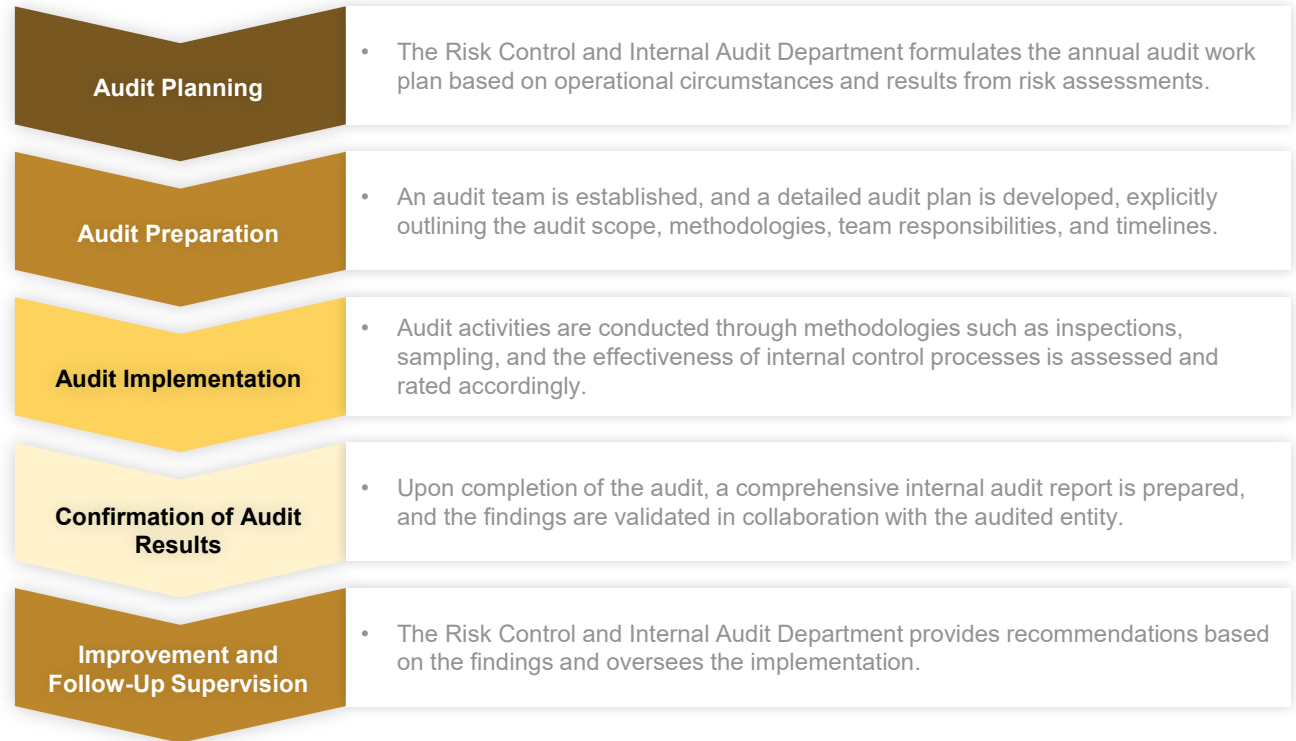 Audit Planning
• The Risk Control and Internal Audit Department formulates the annual audit work
plan based on operational circumstances and results from risk assessments.
Audit Preparation
• An audit team is established, and a detailed audit plan is developed, explicitly
outlining the audit scope, methodologies, team responsibilities, and timelines.
Audit Implementation
• Audit activities are conducted through methodologies such as inspections,
sampling, and the effectiveness of internal control processes is assessed and
rated accordingly.
Confirmation of Audit
Results
• Upon completion of the audit, a comprehensive internal audit report is prepared,
and the findings are validated in collaboration with the audited entity.
Improvement and
Follow-Up Supervision
• The Risk Control and Internal Audit Department provides recommendations based
on the findings and oversees the implementation.